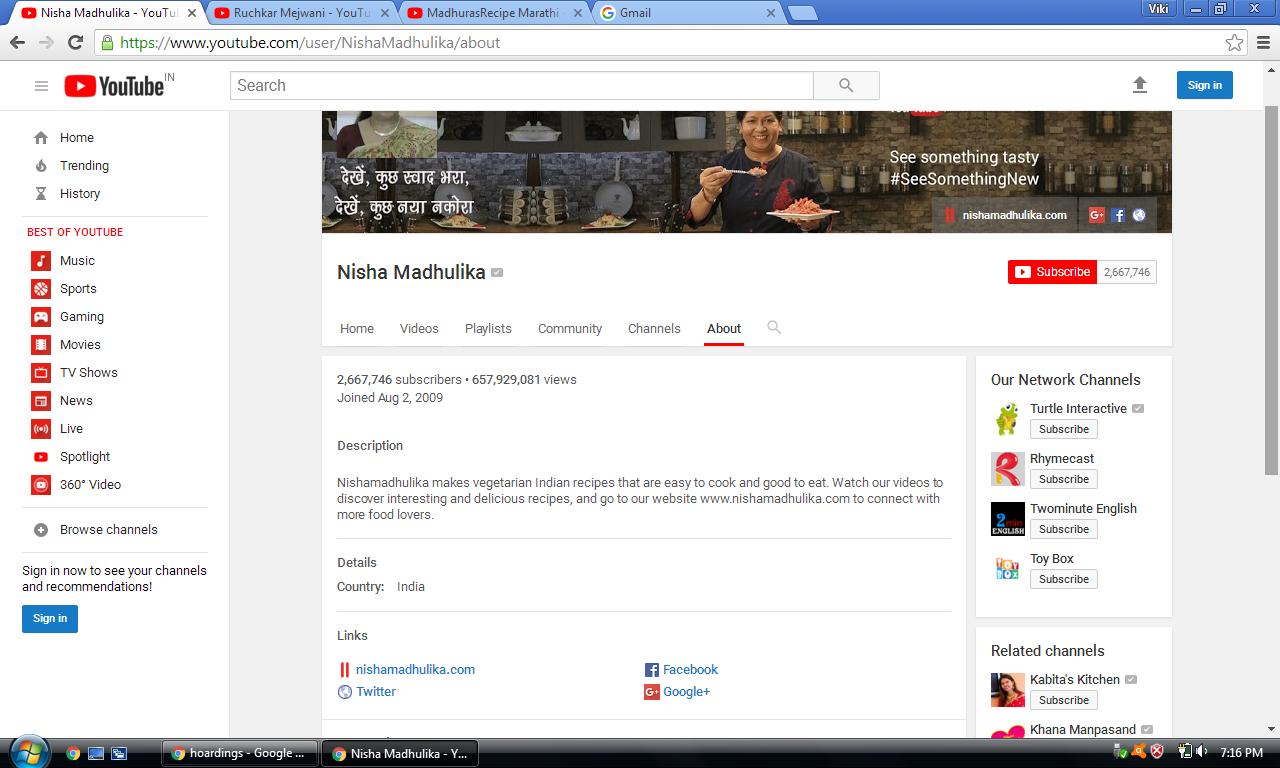 Nisha Madhulika - YouTu
Ruchkar Mejwani - YouTu
MadhurasRecipe Marathi -
Gmail
Viki
https://www.youtube.com/user/NishaMadhulika/about
YouTube IN
Search
Sign in
Home
Trending
History
BEST OF YOUTUBE
Music
Sports
Gaming
Movies
TV Shows
News
Live
Spotlight
360° Video
Browse channels
Sign in now to see your channels
and recommendations!
Sign in
देखें, कुछ स्वाद भरा,
देखें, कुछ नया नकोरा
See something tasty
#SeeSomethingNew
nishamadhulika.com
Nisha Madhulika
Subscribe 2,667,746
Home Videos Playlists Community Channels About
2,667,746 subscribers • 657,929,081 views
Joined Aug 2, 2009
Description
Nishamadhulika makes vegetarian Indian recipes that are easy to cook and good to eat. Watch our videos to
discover interesting and delicious recipes, and go to our website www.nishamadhulika.com to connect with
more food lovers.
Details
Country: India
Links
nishamadhulika.com
Facebook
Twitter
Google+
Our Network Channels
Turtle Interactive
Subscribe
Rhymecast
Subscribe
2min
ENGLISH
Twominute English
Subscribe
TOY
BOX
Toy Box
Subscribe
Related channels
Kabita's Kitchen
Subscribe
Khana Manpasand
hoardings - Google ...
Nisha Madhulika - Y...
7:16 PM